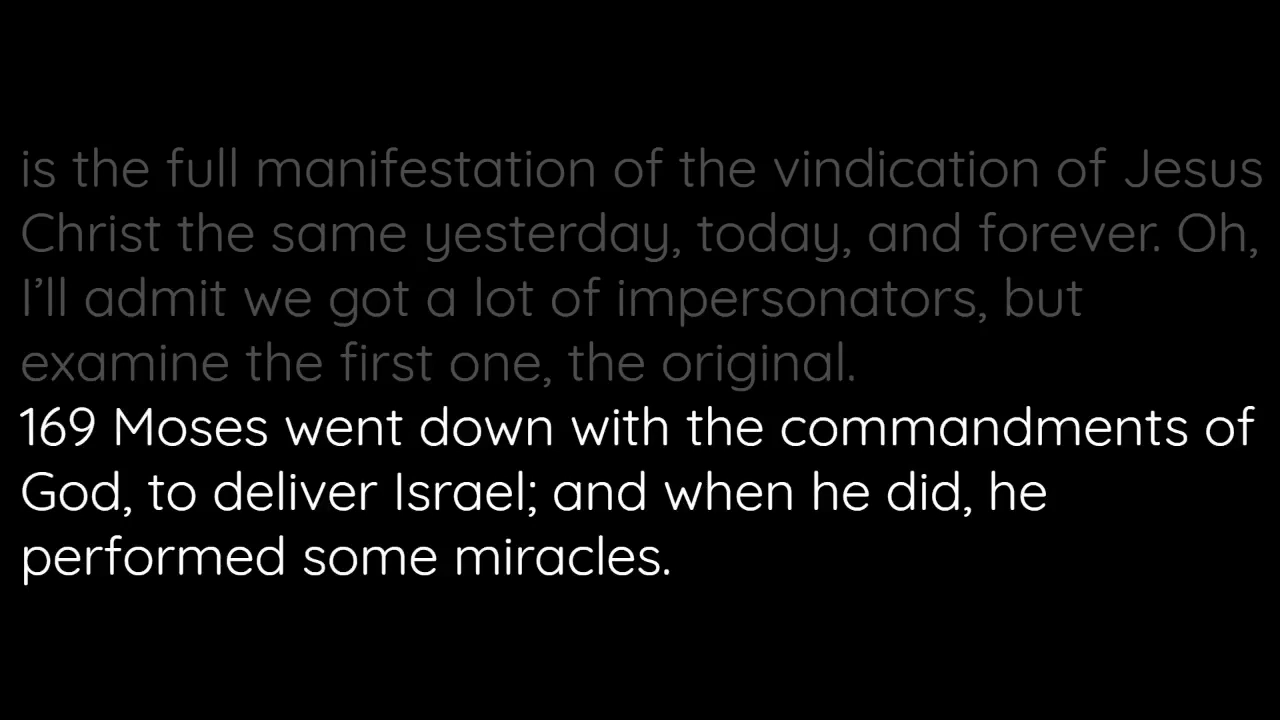 is the full manifestation of the vindication of Jesus
Christ the same yesterday, today, and forever. Oh,
I’ll admit we got a lot of impersonators, but
examine the first one, the original.
169 Moses went down with the commandments of
God, to deliver Israel; and when he did, he
performed some miracles.